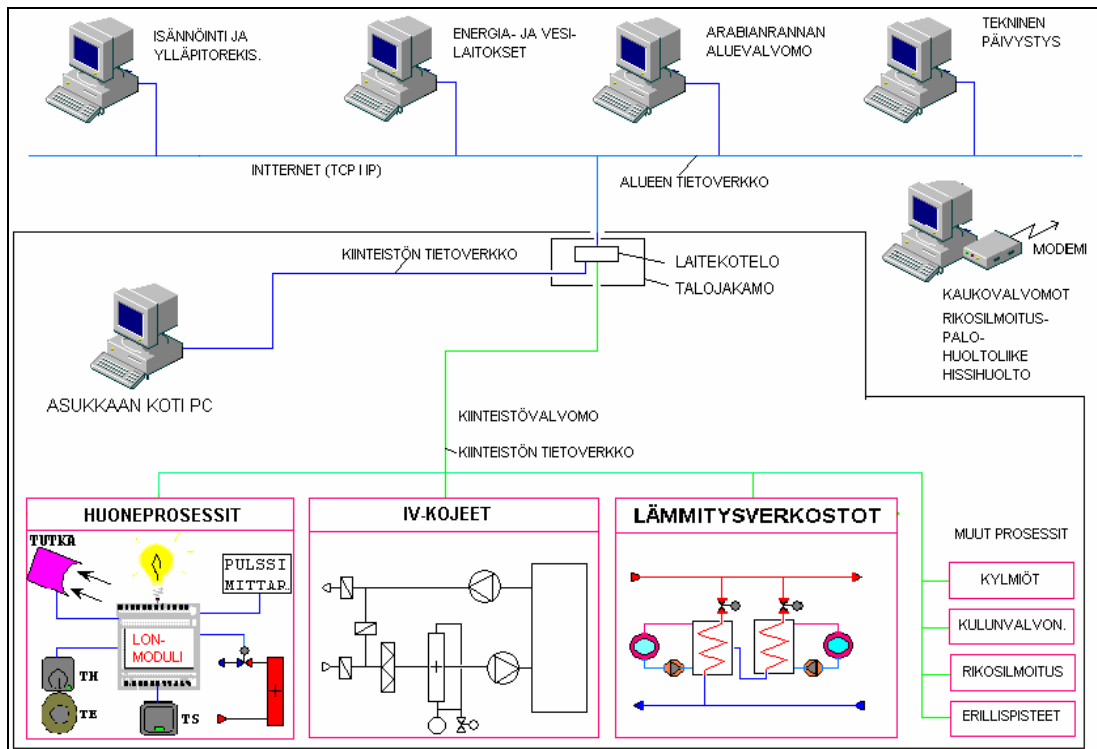 ISÄNNÖINTI JA
YLLÄPITOREKIS.
ENERGIA- JA VESI-
LAITOKSET
ARABIANRANNAN
ALUEVALVOMO
TEKNINEN
PÄIVYSTYS
INTTERNET (TCP I IP)
ALUEEN TIETOVERKKO
KIINTEISTÖN TIETOVERKKO
LAITEKOTELO
TALOJAKAMO
MODEMI
KAUKOVALVOMOT
RIKOSILMOITUS-
PALO-
HUOLTOLIIKE
HISSIHUOLTO
ASUKKAAN KOTI PC
KIINTEISTÖVALVOMO
KIINTEISTÖN TIETOVERKKO
HUONEPROSESSIT
TUTKA
PULSSI
MITTAR..
LON-
MODULI
TH
TE
TS
IV-KOJEET
LÄMMITYSVERKOSTOT
MUUT PROSESSIT
KYLMIÖT
KULUNVALVON.
RIKOSILMOITUS
ERILLISPISTEET